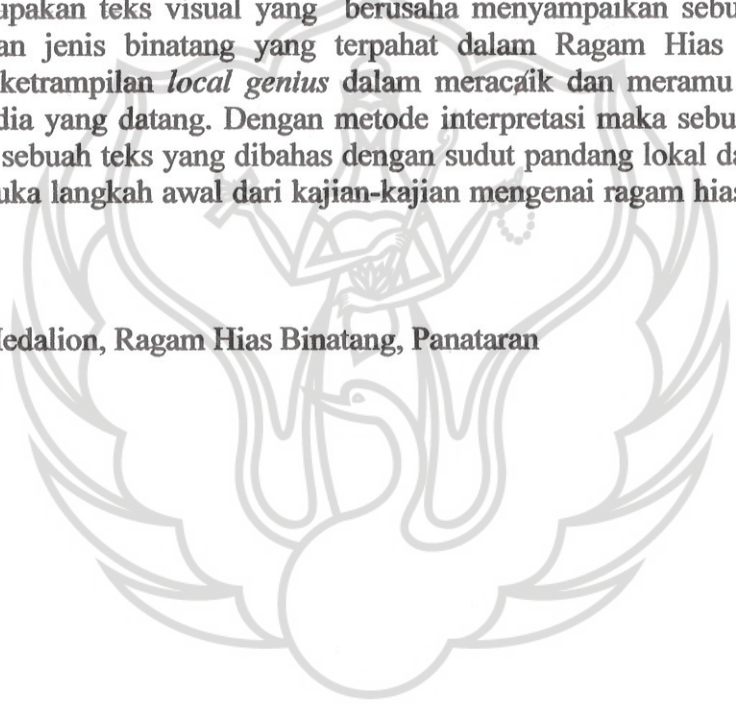 upakan teks visual yang berusaha menyampaikan sebu
an jenis binatang yang terpahat dalam Ragam Hias
ketrampilan local genius dalam meracaik dan meramu
dia yang datang. Dengan metode interpretasi maka sebu
sebuah teks yang dibahas dengan sudut pandang lokal da
uka langkah awal dari kajian-kajian mengenai ragam hias
Medalion, Ragam Hias Binatang, Panataran